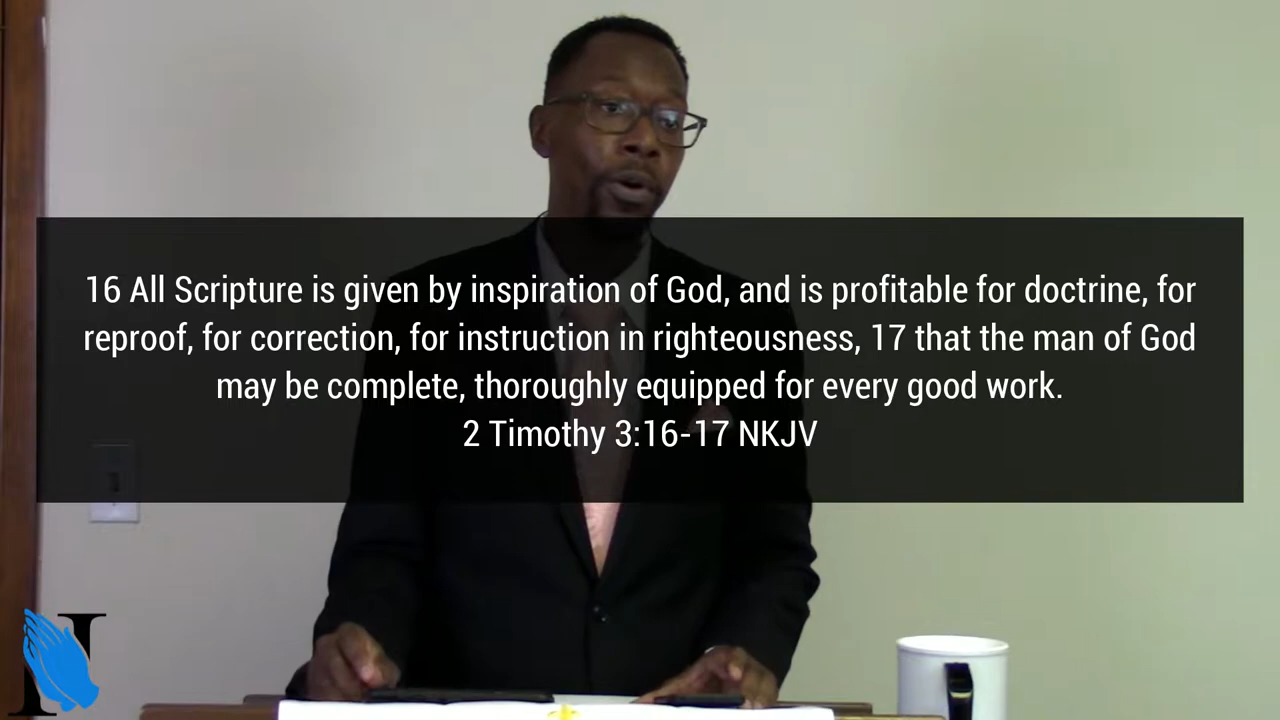 16 All Scripture is given by inspiration of God, and is profitable for doctrine, for
reproof, for correction, for instruction in righteousness, 17 that the man of God
may be complete, thoroughly equipped for every good work.
2 Timothy 3:16-17 NKJV
N